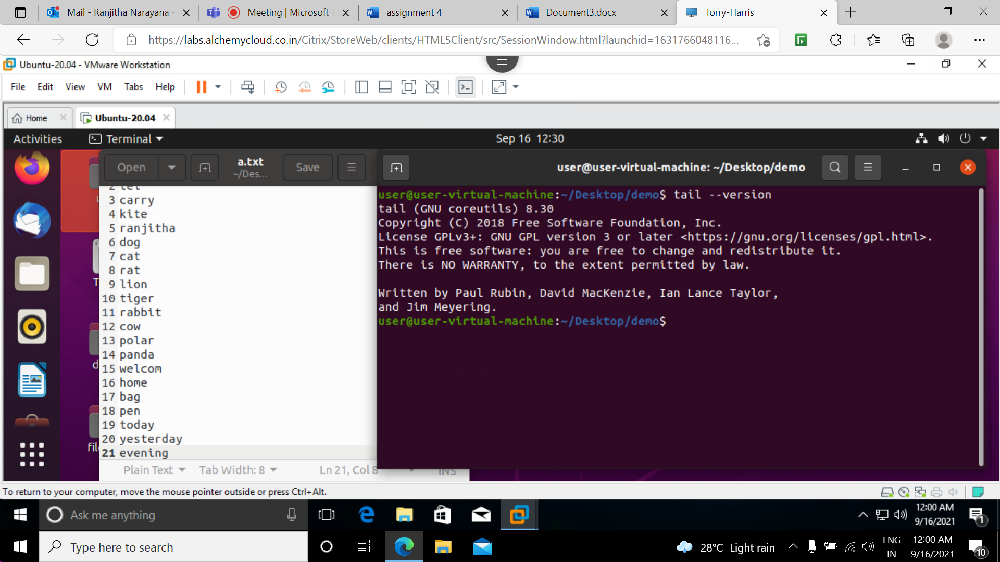 Mail - Ranjitha Narayana -
Meeting | Microsoft T
assignment 4
Document3.docx
Torry-Harris
https://labs.alchemycloud.co.in/Citrix/StoreWeb/clients/HTML5Client/src/SessionWindow.html?launchid=1631766048116...
Ubuntu-20.04 - VMware Workstation
File Edit View VM Tabs Help
Home
Ubuntu-20.04
Activities
Terminal
Sep 16 12:30
Open
a.txt
~/Des...
Save
user@user-virtual-machine: ~/Desktop/demo
3 carry
4 kite
5 ranjitha
6 dog
7 cat
8 rat
9 lion
10 tiger
11 rabbit
12 cow
13 polar
14 panda
15 welcom
16 home
17 bag
18 pen
19 today
20 yesterday
21 evening
Plain Text Tab Width: 8 Ln 21, Col 8 INS
user@user-virtual-machine:~/Desktop/demo$ tail --version
tail (GNU coreutils) 8.30
Copyright (C) 2018 Free Software Foundation, Inc.
License GPLv3+: GNU GPL version 3 or later <https://gnu.org/licenses/gpl.html>.
This is free software: you are free to change and redistribute it.
There is NO WARRANTY, to the extent permitted by law.
Written by Paul Rubin, David MacKenzie, Ian Lance Taylor,
and Jim Meyering.
user@user-virtual-machine:~/Desktop/demo$
To return to your computer, move the mouse pointer outside or press Ctrl+Alt.
Ask me anything
12:00 AM
9/16/2021
1
Type here to search
28°C Light rain
ENG
IN
12:00 AM
9/16/2021
10